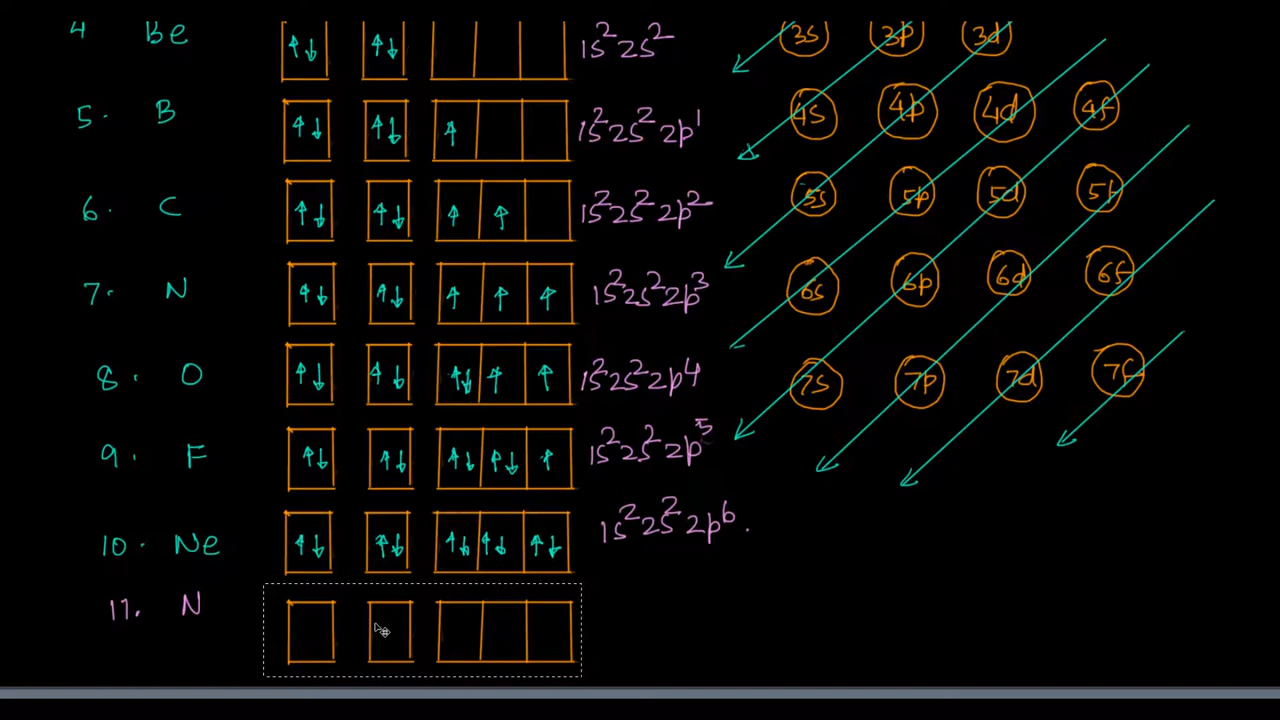 4 Be ↑↓ ↑↓ 1s²2s² 3s 3p 3d
5. B ↑↓ ↑↓ ↑ 1s²2s²2p¹ 4s 4p 4d 4f
6. C ↑↓ ↑↓ ↑ ↑ 1s²2s²2p² 5s 5p 5d 5f
7. N ↑↓ ↑↓ ↑ ↑ ↑ 1s²2s²2p³ 6s 6p 6d 6f
8. O ↑↓ ↑↓ ↑↓ ↑ ↑ 1s²2s²2p4 7s 7p 7d 7f
9. F ↑↓ ↑↓ ↑↓ ↑↓ ↑ 1s²2s²2p⁵
10. Ne ↑↓ ↑↓ ↑↓ ↑↓ ↑↓ 1s²2s²2p⁶.
11. N